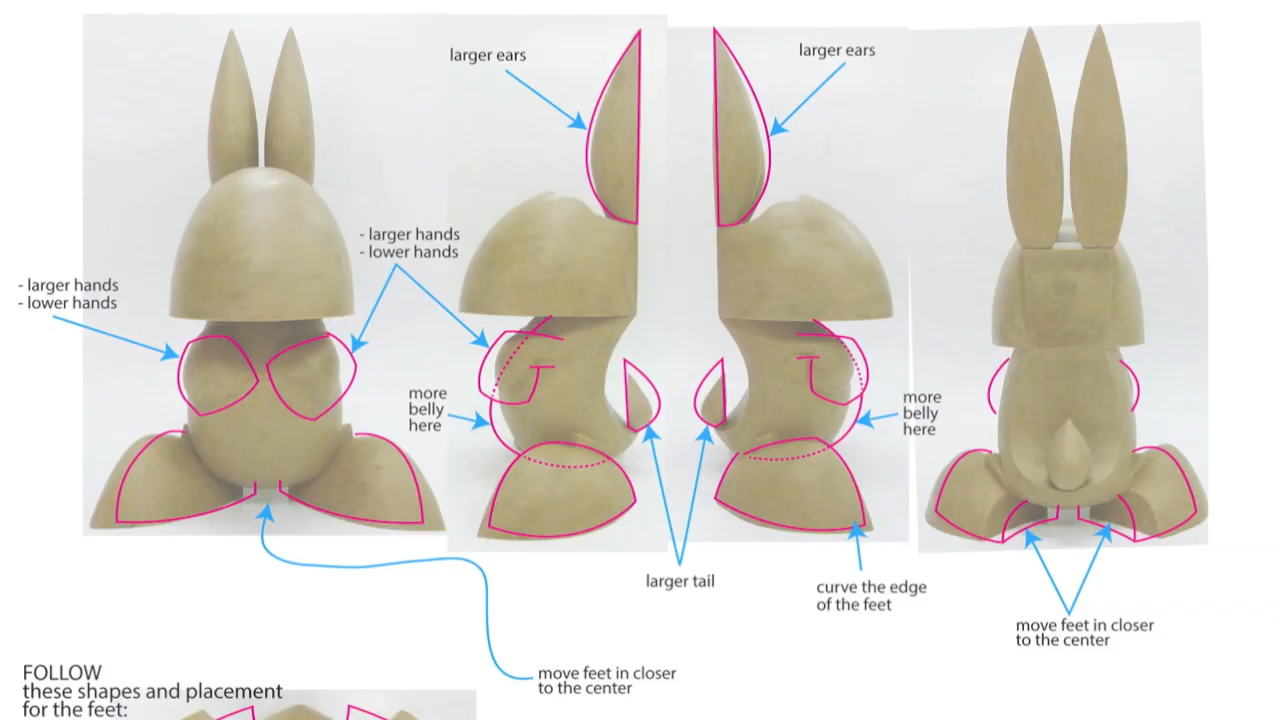 larger ears
larger ears
- larger hands
- lower hands
- larger hands
- lower hands
more
belly
here
more
belly
here
larger tail
curve the edge
of the feet
move feet in closer
to the center
move feet in closer
to the center
FOLLOW
these shapes and placement
for the feet: